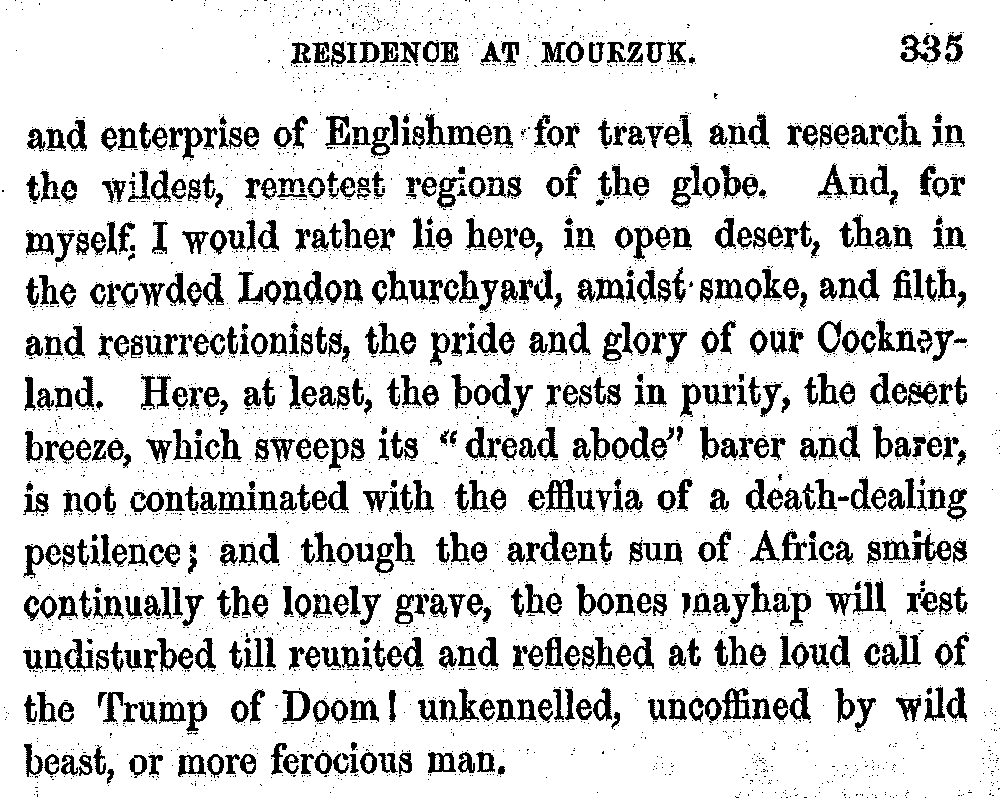 RESIDENCE AT MOURZUK. 335
and enterprise of Englishmen for travel and research in
the wildest, remotest regions of the globe. And, for
myself, I would rather lie here, in open desert, than in
the crowded London churchyard, amidst smoke, and filth,
and resurrectionists, the pride and glory of our Cockney-
land. Here, at least, the body rests in purity, the desert
breeze, which sweeps its “dread abode” barer and barer,
is not contaminated with the effluvia of a death-dealing
pestilence; and though the ardent sun of Africa smites
continually the lonely grave, the bones mayhap will rest
undisturbed till reunited and refleshed at the loud call of
the Trump of Doom! unkennelled, uncoffined by wild
beast, or more ferocious man.